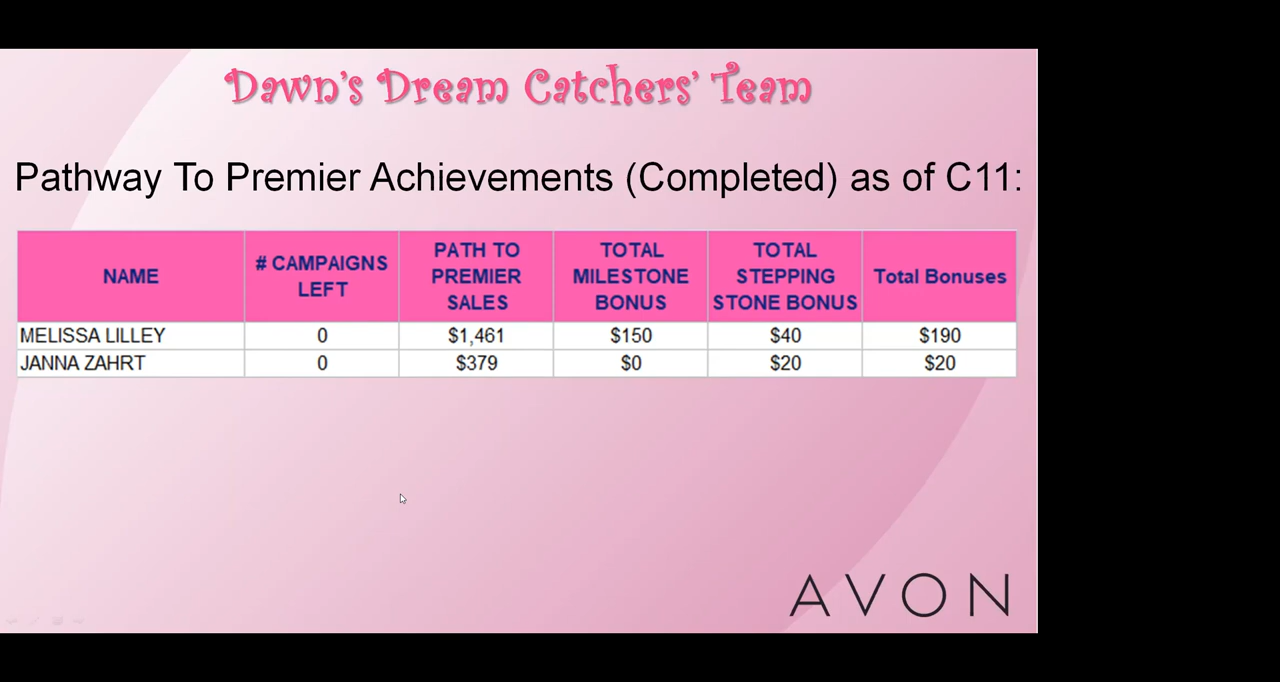 Dawn's Dream Catchers' Team
Pathway To Premier Achievements (Completed) as of C11:
NAME # CAMPAIGNS LEFT PATH TO PREMIER SALES TOTAL MILESTONE BONUS TOTAL STEPPING STONE BONUS Total Bonuses
MELISSA LILLEY 0 $1,461 $150 $40 $190
JANNA ZAHRT 0 $379 $0 $20 $20
AVON